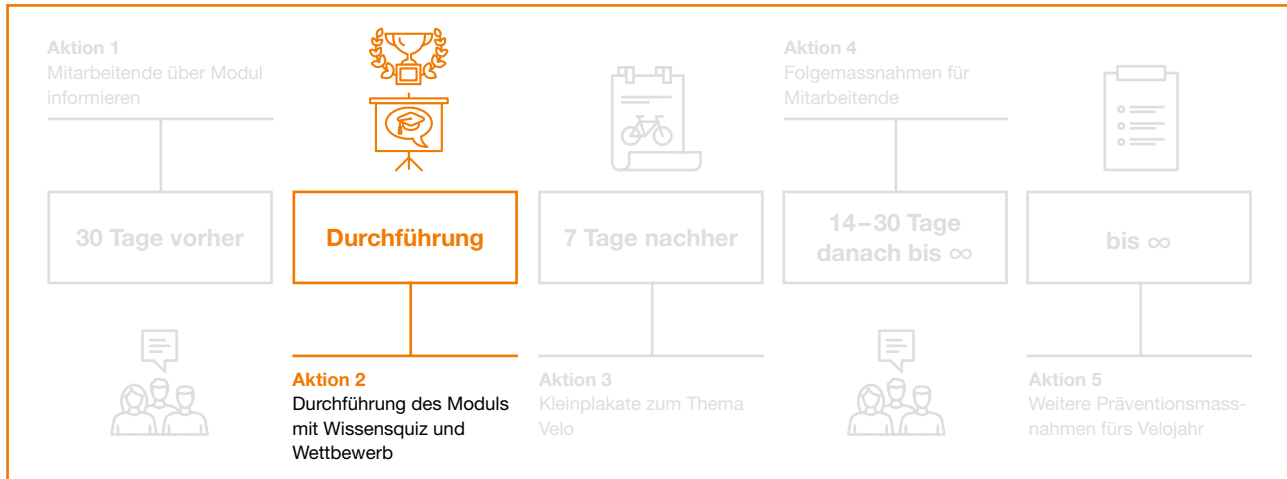 Aktion 1
Mitarbeitende über Modul
informieren
30 Tage vorher
Durchführung
Aktion 2
Durchführung des Moduls
mit Wissensquiz und
Wettbewerb
7 Tage nachher
Aktion 3
Kleinplakate zum Thema
Velo
Aktion 4
Folgemassnahmen für
Mitarbeitende
14–30 Tage
danach bis ∞
bis ∞
Aktion 5
Weitere Präventionsmass-
nahmen fürs Velojahr